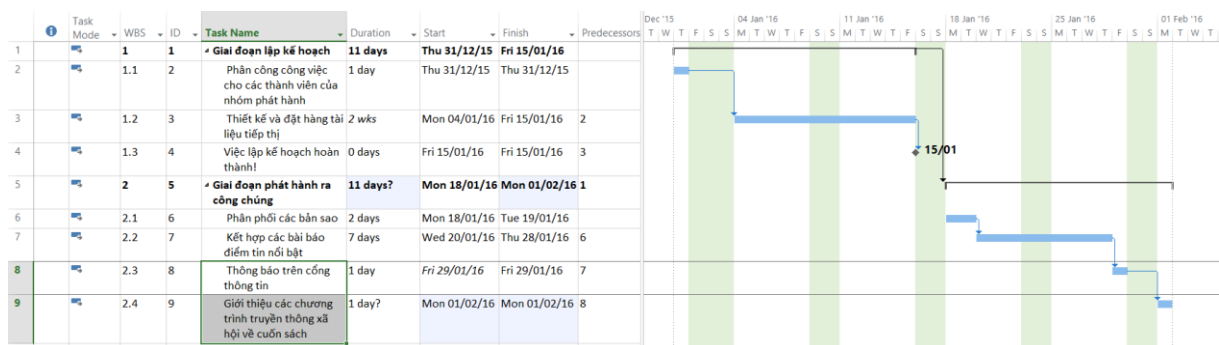 Task Mode WBS ID Task Name Duration Start Finish Predecessors
Dec '15 04 Jan '16 11 Jan '16 18 Jan '16 25 Jan '16 01 Feb '16
T W T F S S M T W T F S S M T W T F S S M T W T F S S M T W T F S S M T W T
1 1 1 Giai đoạn lập kế hoạch 11 days Thu 31/12/15 Fri 15/01/16
2 1.1 2 Phân công công việc 1 day Thu 31/12/15 Thu 31/12/15
cho các thành viên của
nhóm phát hành
3 1.2 3 Thiết kế và đặt hàng tài 2 wks Mon 04/01/16 Fri 15/01/16 2
liệu tiếp thị
4 1.3 4 Việc lập kế hoạch hoàn 0 days Fri 15/01/16 Fri 15/01/16 3
thành!
15/01
5 2 5 Giai đoạn phát hành ra 11 days? Mon 18/01/16 Mon 01/02/16 1
công chúng
6 2.1 6 Phân phối các bản sao 2 days Mon 18/01/16 Tue 19/01/16
7 2.2 7 Kết hợp các bài báo 7 days Wed 20/01/16 Thu 28/01/16 6
điểm tin nổi bật
8 2.3 8 Thông báo trên cổng 1 day Fri 29/01/16 Fri 29/01/16 7
thông tin
9 2.4 9 Giới thiệu các chương 1 day? Mon 01/02/16 Mon 01/02/16 8
trình truyền thông xã
hội về cuốn sách